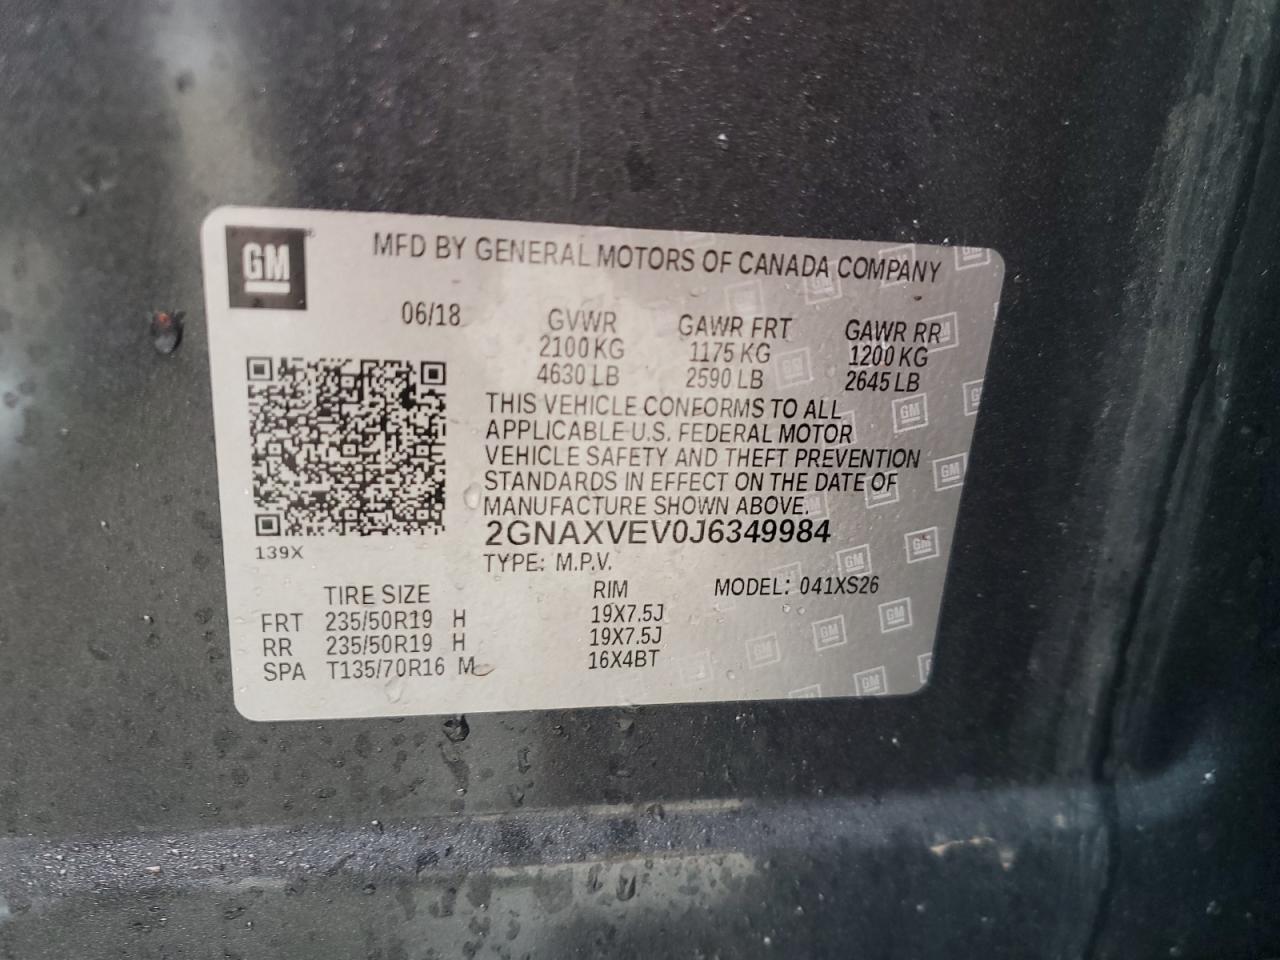 GM
MFD BY GENERAL MOTORS OF CANADA COMPANY
06/18
GVWR GAWR FRT GAWR RR
2100 KG 1175 KG 1200 KG
4630 LB 2590 LB 2645 LB
THIS VEHICLE CONFORMS TO ALL
APPLICABLE U.S. FEDERAL MOTOR
VEHICLE SAFETY AND THEFT PREVENTION
STANDARDS IN EFFECT ON THE DATE OF
MANUFACTURE SHOWN ABOVE.
2GNAXVEV0J6349984
139X
TYPE: M.P.V.
TIRE SIZE RIM MODEL: 041XS26
FRT 235/50R19 H 19X7.5J
RR 235/50R19 H 19X7.5J
SPA T135/70R16 M 16X4BT